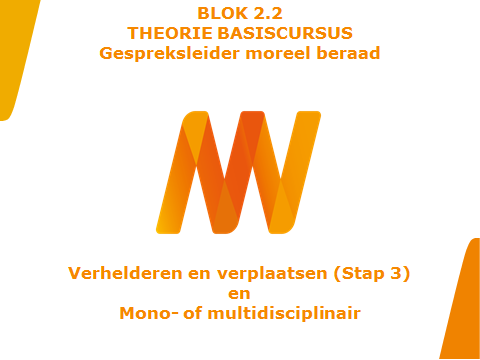 BLOK 2.2
THEORIE BASISCURSUS
Gespreksleider moreel beraad
Verhelderen en verplaatsen (Stap 3)
en
Mono- of multidisciplinair